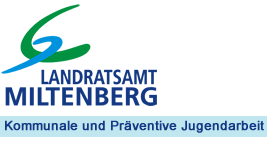 LANDRATSAMT
MILTENBERG
Kommunale und Präventive Jugendarbeit